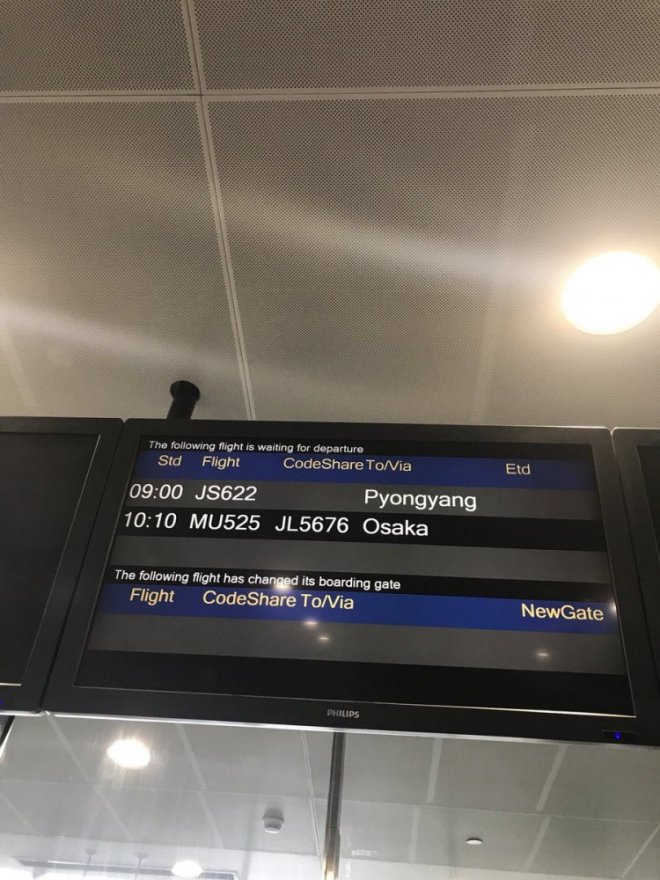 The following flight is waiting for departure
Std Flight CodeShare To/Via Etd
09:00 JS622 Pyongyang
10:10 MU525 JL5676 Osaka
The following flight has changed its boarding gate
Flight CodeShare To/Via NewGate
PHILIPS